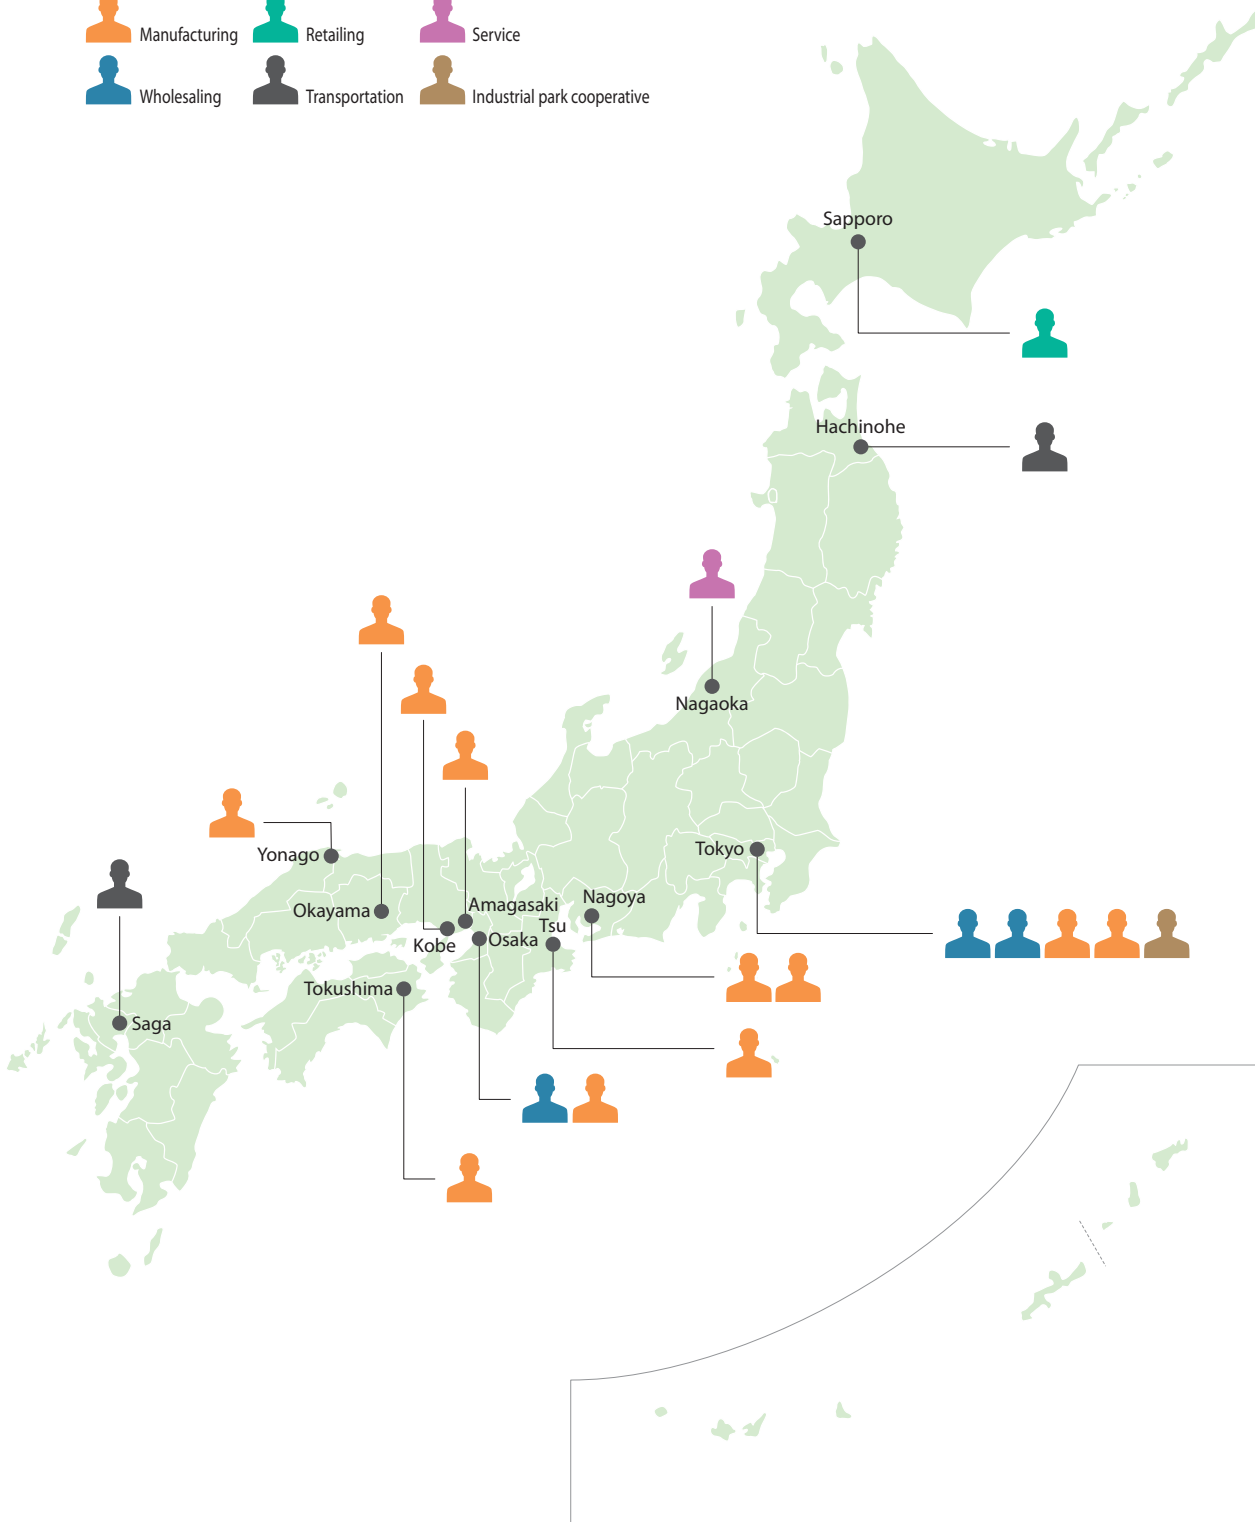 Manufacturing
Retailing
Service
Wholesaling
Transportation
Industrial park cooperative
Sapporo
Hachinohe
Nagaoka
Tokyo
Yonago
Nagoya
Amagasaki
Okayama
Tsu
Osaka
Kobe
Tokushima
Saga